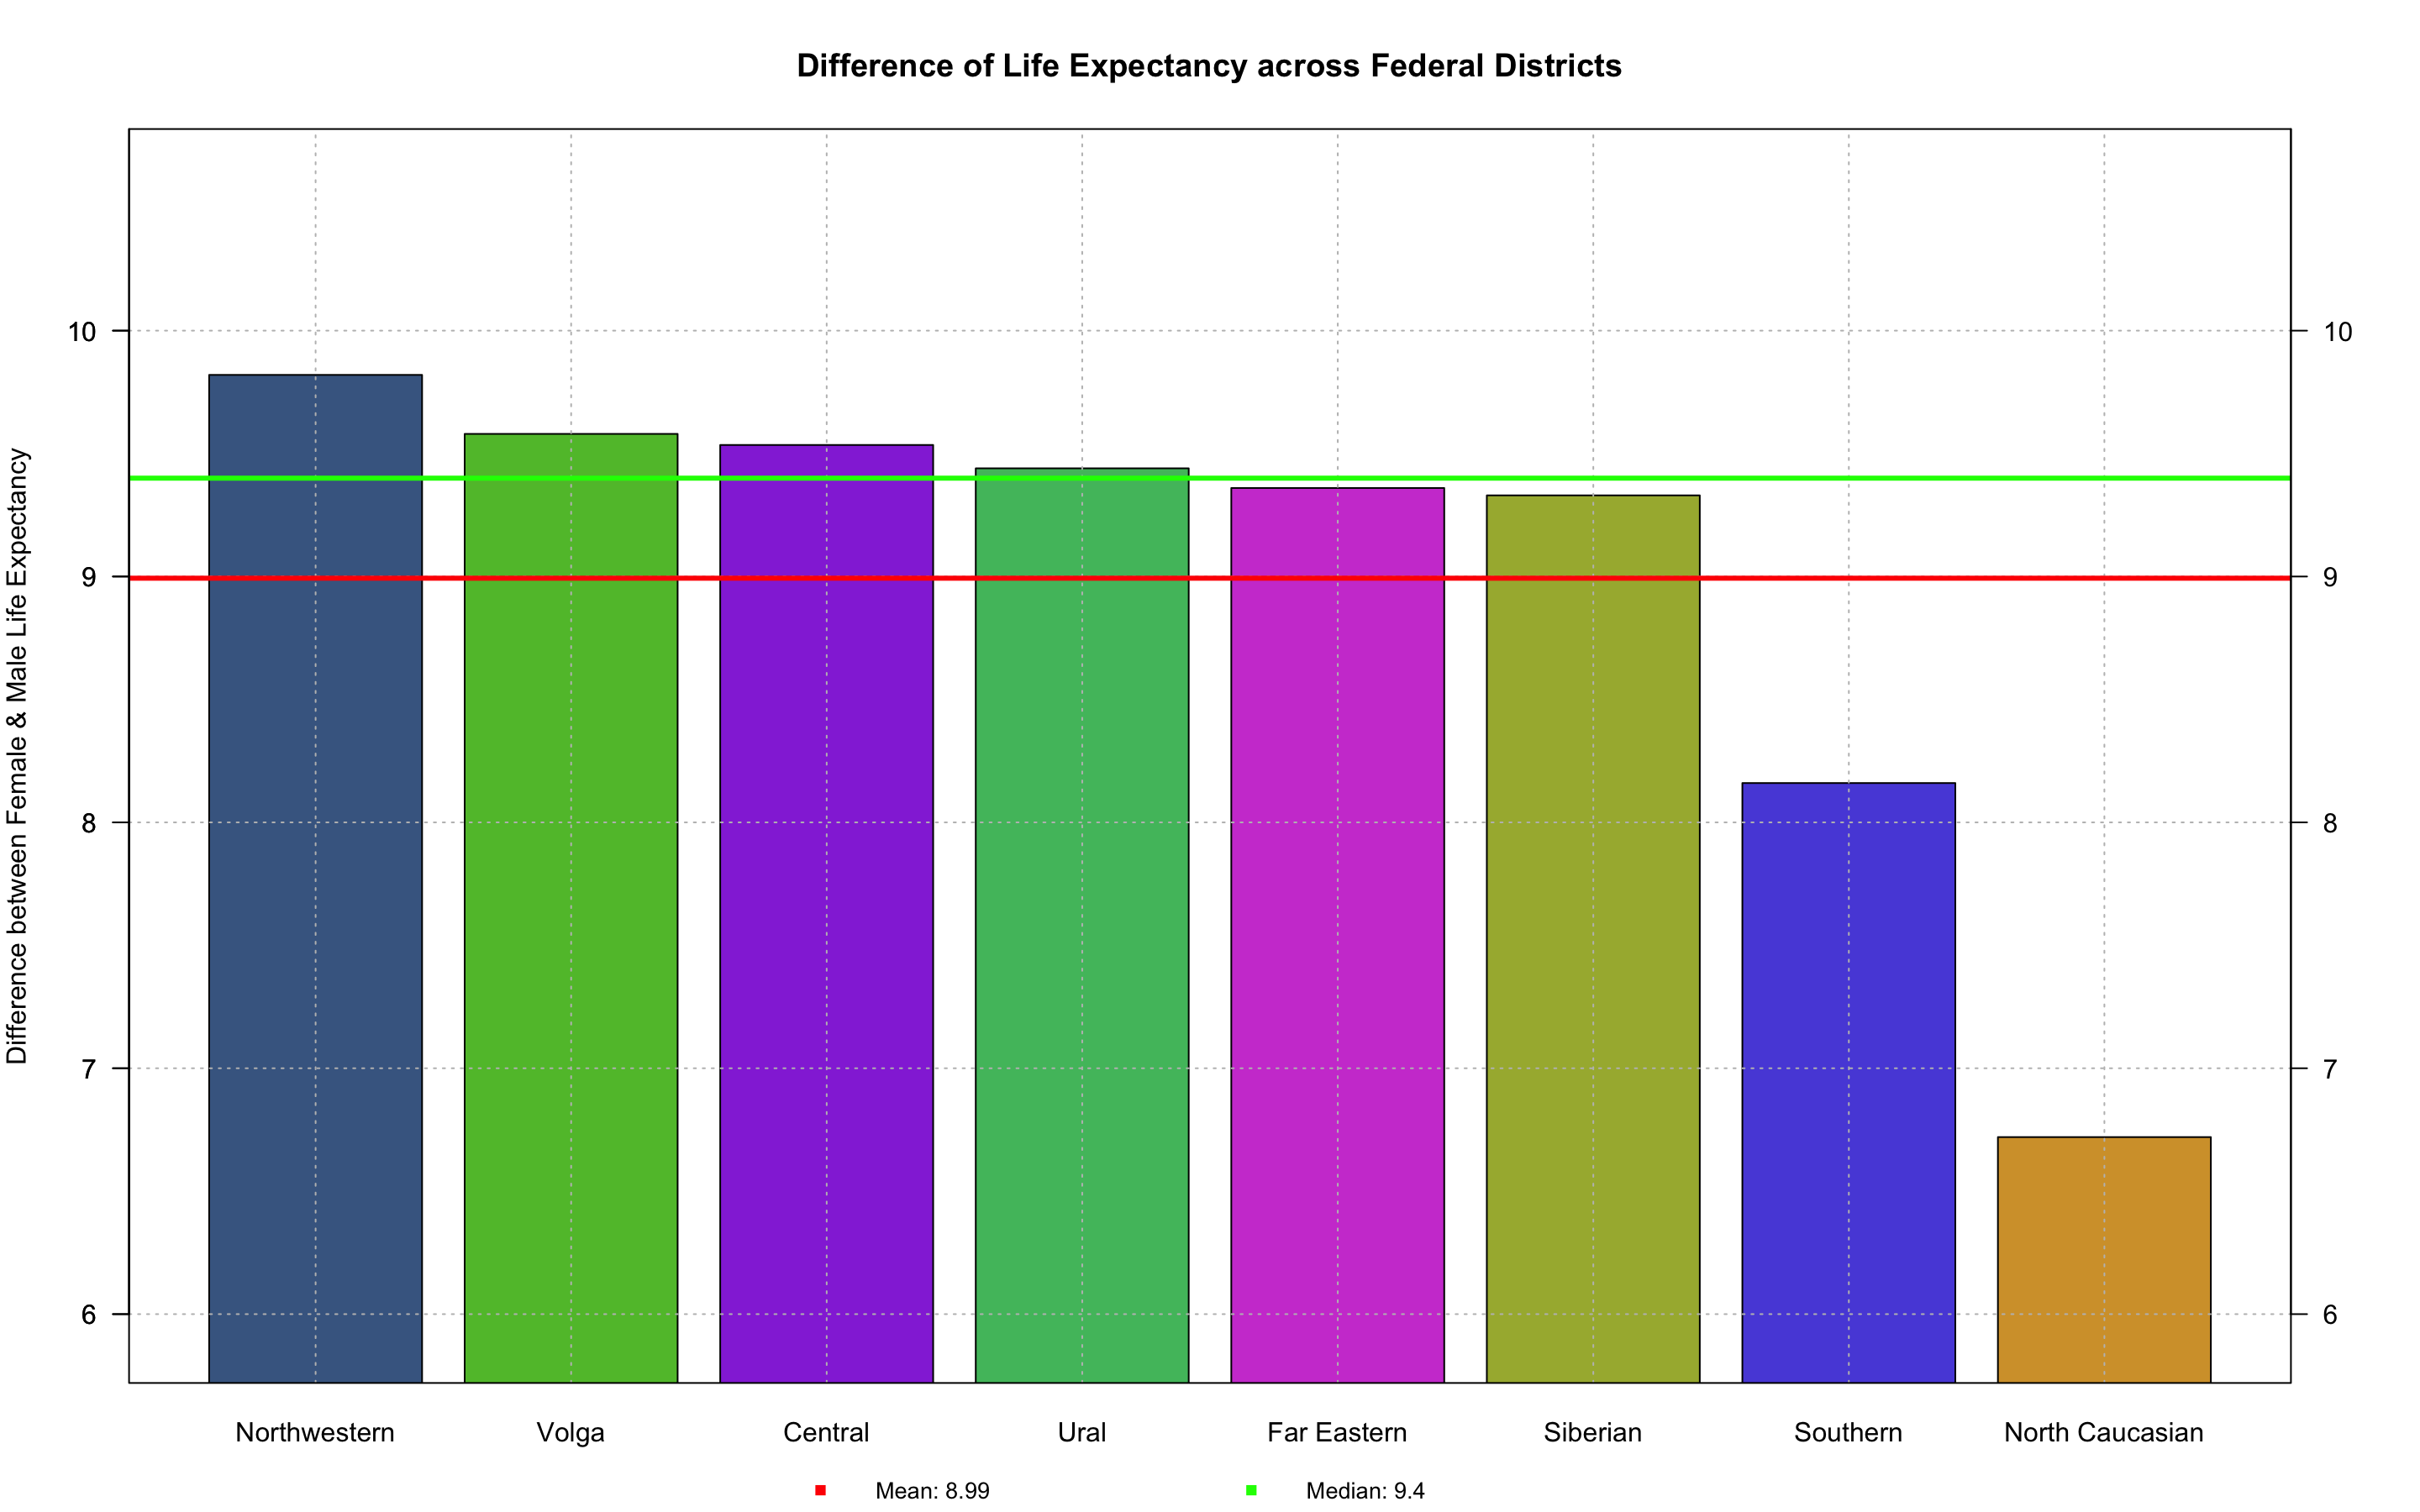 Difference of Life Expectancy across Federal Districts
Difference between Female & Male Life Expectancy
10 10
9 9
8 8
7 7
6 6
Northwestern Volga Central Ural Far Eastern Siberian Southern North Caucasian
Mean: 8.99 Median: 9.4